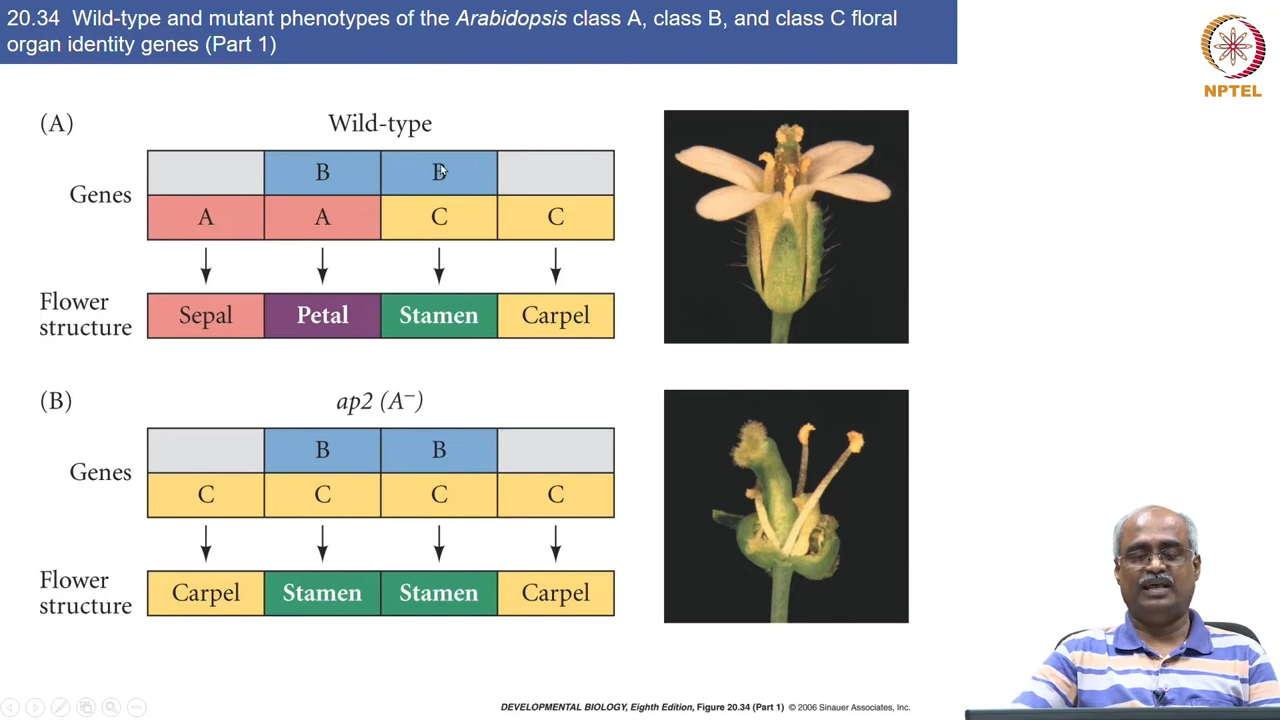 20.34 Wild-type and mutant phenotypes of the Arabidopsis class A, class B, and class C floral
organ identity genes (Part 1)
NPTEL
(A)
Wild-type
Genes
B B
A A C C
Flower
structure
Sepal Petal Stamen Carpel
(B)
ap2 (A⁻)
Genes
B B
C C C C
Flower
structure
Carpel Stamen Stamen Carpel
DEVELOPMENTAL BIOLOGY, Eighth Edition, Figure 20.34 (Part 1) © 2006 Sinauer Associates, Inc.